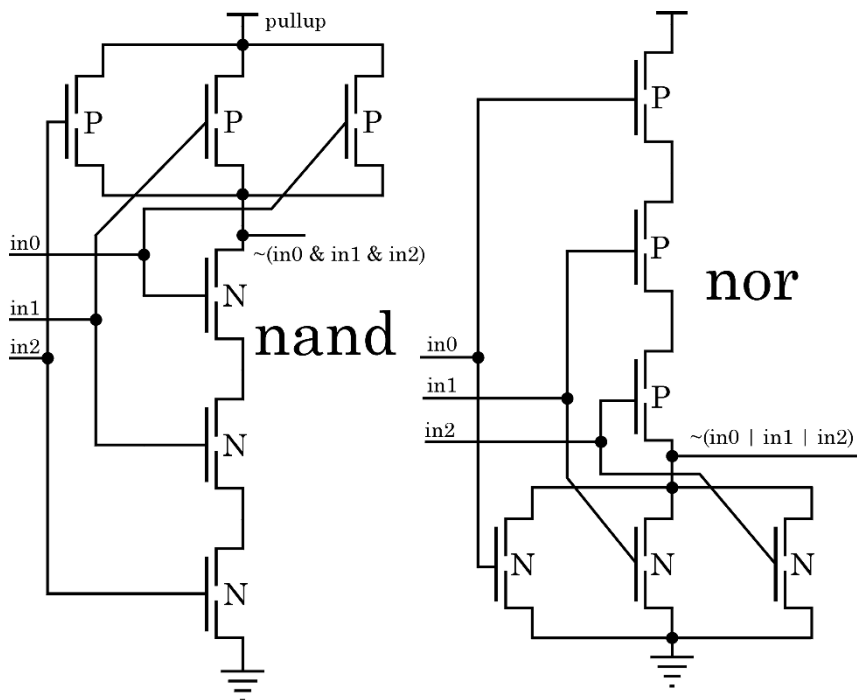 pullup
P
P
P
in0
~(in0 & in1 & in2)
N
in1
nand
in2
N
N
P
P
nor
in0
P
in1
in2
~(in0 | in1 | in2)
N
N
N